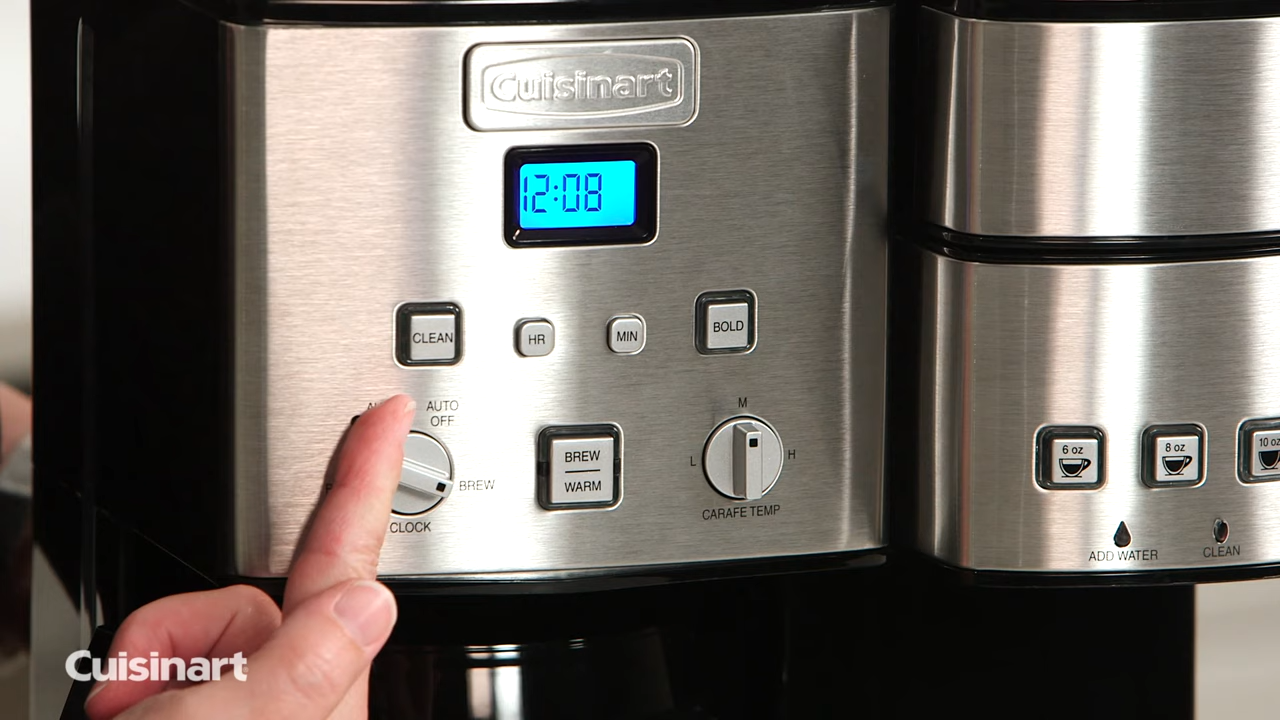 Cuisinart
12:08
CLEAN
HR
MIN
BOLD
AUTO
OFF
BREW
CLOCK
BREW
WARM
M
L
H
CARAFE TEMP
6 oz
8 oz
10 oz
ADD WATER
CLEAN
Cuisinart